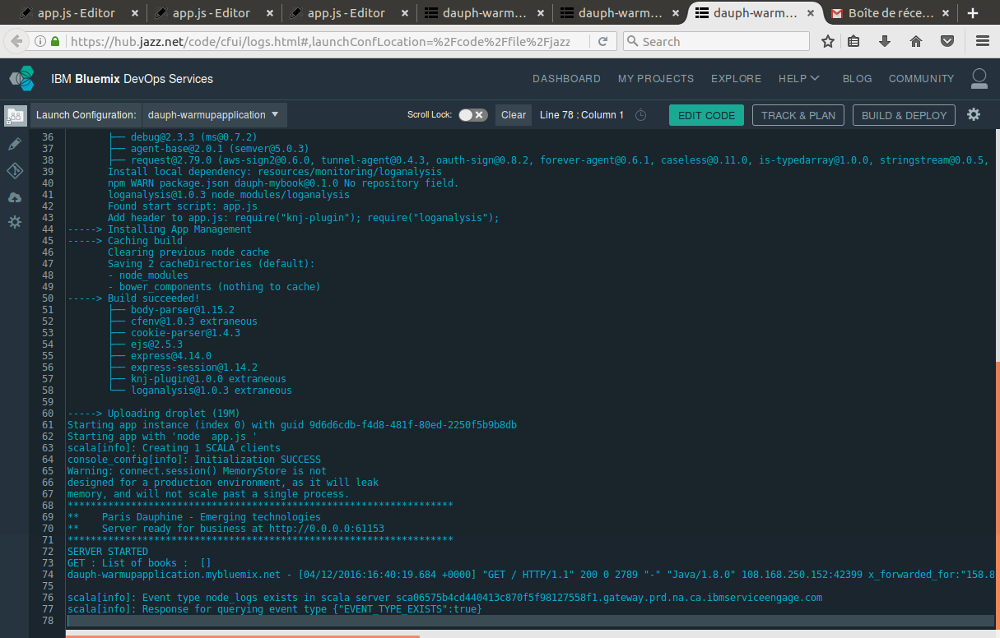 app.js - Editor × app.js - Editor × app.js - Editor × dauph-warm... × dauph-warm... × dauph-warm... × Boîte de réce... × +
https://hub.jazz.net/code/cfui/logs.html#,launchConfLocation=%2Fcode%2Ffile%2Fjazz Search
IBM Bluemix DevOps Services DASHBOARD MY PROJECTS EXPLORE HELP BLOG COMMUNITY
Launch Configuration: dauph-warmupapplication ▼ Scroll Lock: Clear Line 78 : Column 1 EDIT CODE TRACK & PLAN BUILD & DEPLOY
36 ├── debug@2.3.3 (ms@0.7.2)
37 ├── agent-base@2.0.1 (semver@5.0.3)
38 ├── request@2.79.0 (aws-sign2@0.6.0, tunnel-agent@0.4.3, oauth-sign@0.8.2, forever-agent@0.6.1, caseless@0.11.0, is-typedarray@1.0.0, stringstream@0.0.5,
39 Install local dependency: resources/monitoring/loganalysis
40 npm WARN package.json dauph-mybook@0.1.0 No repository field.
41 loganalysis@1.0.3 node_modules/loganalysis
42 Found start script: app.js
43 Add header to app.js: require("knj-plugin"); require("loganalysis");
44 -----> Installing App Management
45 -----> Caching build
46 Clearing previous node cache
47 Saving 2 cacheDirectories (default):
48 - node_modules
49 - bower_components (nothing to cache)
50 -----> Build succeeded!
51 ├── body-parser@1.15.2
52 ├── cfenv@1.0.3 extraneous
53 ├── cookie-parser@1.4.3
54 ├── ejs@2.5.3
55 ├── express@4.14.0
56 ├── express-session@1.14.2
57 ├── knj-plugin@1.0.0 extraneous
58 └── loganalysis@1.0.3 extraneous
59
60 -----> Uploading droplet (19M)
61 Starting app instance (index 0) with guid 9d6d6cdb-f4d8-481f-80ed-2250f5b9b8db
62 Starting app with 'node  app.js '
63 scala[info]: Creating 1 SCALA clients
64 console_config[info]: Initialization SUCCESS
65 Warning: connect.session() MemoryStore is not
66 designed for a production environment, as it will leak
67 memory, and will not scale past a single process.
68 *******************************************************************
69 **    Paris Dauphine - Emerging technologies
70 **    Server ready for business at http://0.0.0.0:61153
71 *******************************************************************
72 SERVER STARTED
73 GET : List of books :  []
74 dauph-warmupapplication.mybluemix.net - [04/12/2016:16:40:19.684 +0000] "GET / HTTP/1.1" 200 0 2789 "-" "Java/1.8.0" 108.168.250.152:42399 x_forwarded_for:"158.8
75
76 scala[info]: Event type node_logs exists in scala server sca06575b4cd440413c870f5f98127558f1.gateway.prd.na.ca.ibmserviceengage.com
77 scala[info]: Response for querying event type {"EVENT_TYPE_EXISTS":true}
78